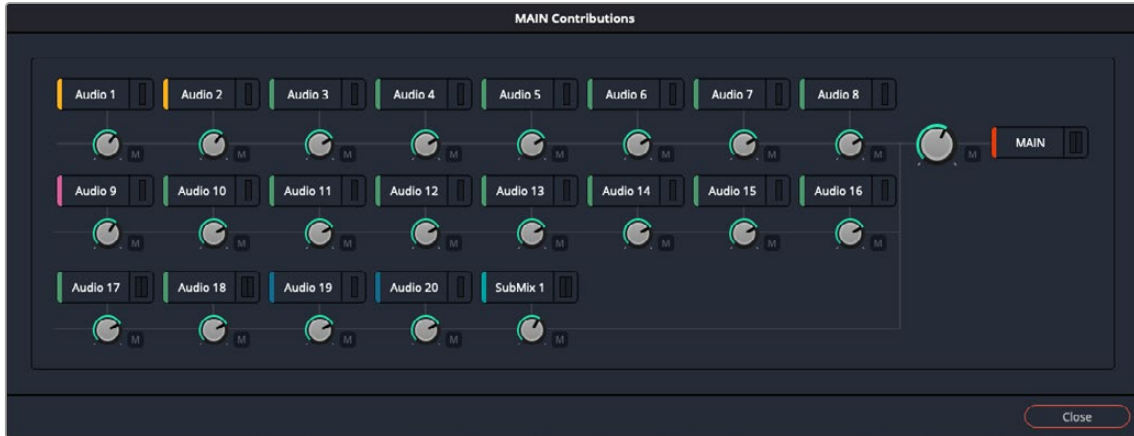 MAIN Contributions
Audio 1 Audio 2 Audio 3 Audio 4 Audio 5 Audio 6 Audio 7 Audio 8
M M M M M M M M M MAIN
Audio 9 Audio 10 Audio 11 Audio 12 Audio 13 Audio 14 Audio 15 Audio 16
M M M M M M M M
Audio 17 Audio 18 Audio 19 Audio 20 SubMix 1
M M M M M
Close